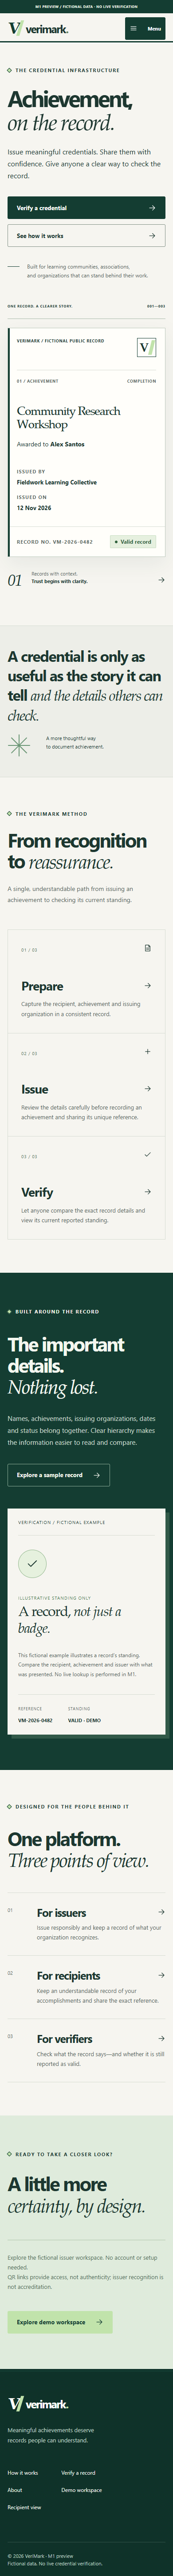 M1 PREVIEW / FICTIONAL DATA · NO LIVE VERIFICATION
V verimark.
Menu
THE CREDENTIAL INFRASTRUCTURE
Achievement,
on the record.
Issue meaningful credentials. Share them with
confidence. Give anyone a clear way to check the
record.
Verify a credential
See how it works
Built for learning communities, associations,
and organizations that can stand behind their work.
ONE RECORD. A CLEARER STORY.
001—003
VERIMARK / FICTIONAL PUBLIC RECORD
V
01 / ACHIEVEMENT
COMPLETION
Community Research
Workshop
Awarded to Alex Santos
ISSUED BY
Fieldwork Learning Collective
ISSUED ON
12 Nov 2026
RECORD NO. VM-2026-0482
Valid record
01
Records with context.
Trust begins with clarity.
A credential is only as
useful as the story it can
tell and the details others can
check.
A more thoughtful way
to document achievement.
THE VERIMARK METHOD
From recognition
to reassurance.
A single, understandable path from issuing an
achievement to checking its current standing.
01 / 03
Prepare
Capture the recipient, achievement and issuing
organization in a consistent record.
02 / 03
Issue
Review the details carefully before recording an
achievement and sharing its unique reference.
03 / 03
Verify
Let anyone compare the exact record details and
view its current reported standing.
BUILT AROUND THE RECORD
The important
details.
Nothing lost.
Names, achievements, issuing organizations, dates
and status belong together. Clear hierarchy makes
the information easier to read and compare.
Explore a sample record
VERIFICATION / FICTIONAL EXAMPLE
ILLUSTRATIVE STANDING ONLY
A record, not just a
badge.
This fictional example illustrates a record's standing.
Compare the recipient, achievement and issuer with what
was presented. No live lookup is performed in M1.
REFERENCE
STANDING
VM-2026-0482
VALID · DEMO
DESIGNED FOR THE PEOPLE BEHIND IT
One platform.
Three points of view.
01
For issuers
Issue responsibly and keep a record of what your
organization recognizes.
02
For recipients
Keep an understandable record of your
accomplishments and share the exact reference.
03
For verifiers
Check what the record says—and whether it is still
reported as valid.
READY TO TAKE A CLOSER LOOK?
A little more
certainty, by design.
Explore the fictional issuer workspace. No account or setup
needed.
QR links provide access, not authenticity; issuer recognition is
not accreditation.
Explore demo workspace
V verimark.
Meaningful achievements deserve
records people can understand.
How it works
Verify a record
About
Demo workspace
Recipient view
© 2026 VeriMark · M1 preview
Fictional data. No live credential verification.